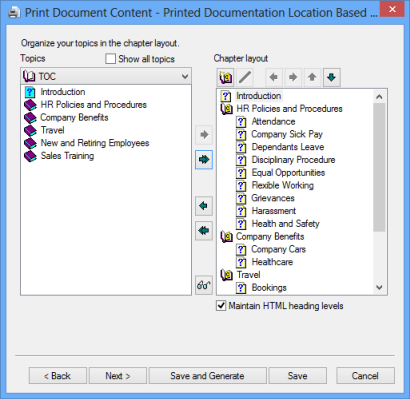 Print Document Content - Printed Documentation Location Based ...
Organize your topics in the chapter layout.
Topics
Show all topics
Chapter layout
TOC
Introduction
HR Policies and Procedures
Company Benefits
Travel
New and Retiring Employees
Sales Training
Introduction
HR Policies and Procedures
Attendance
Company Sick Pay
Dependants Leave
Disciplinary Procedure
Equal Opportunities
Flexible Working
Grievances
Harassment
Health and Safety
Company Benefits
Company Cars
Healthcare
Travel
Bookings
Maintain HTML heading levels
< Back
Next >
Save and Generate
Save
Cancel